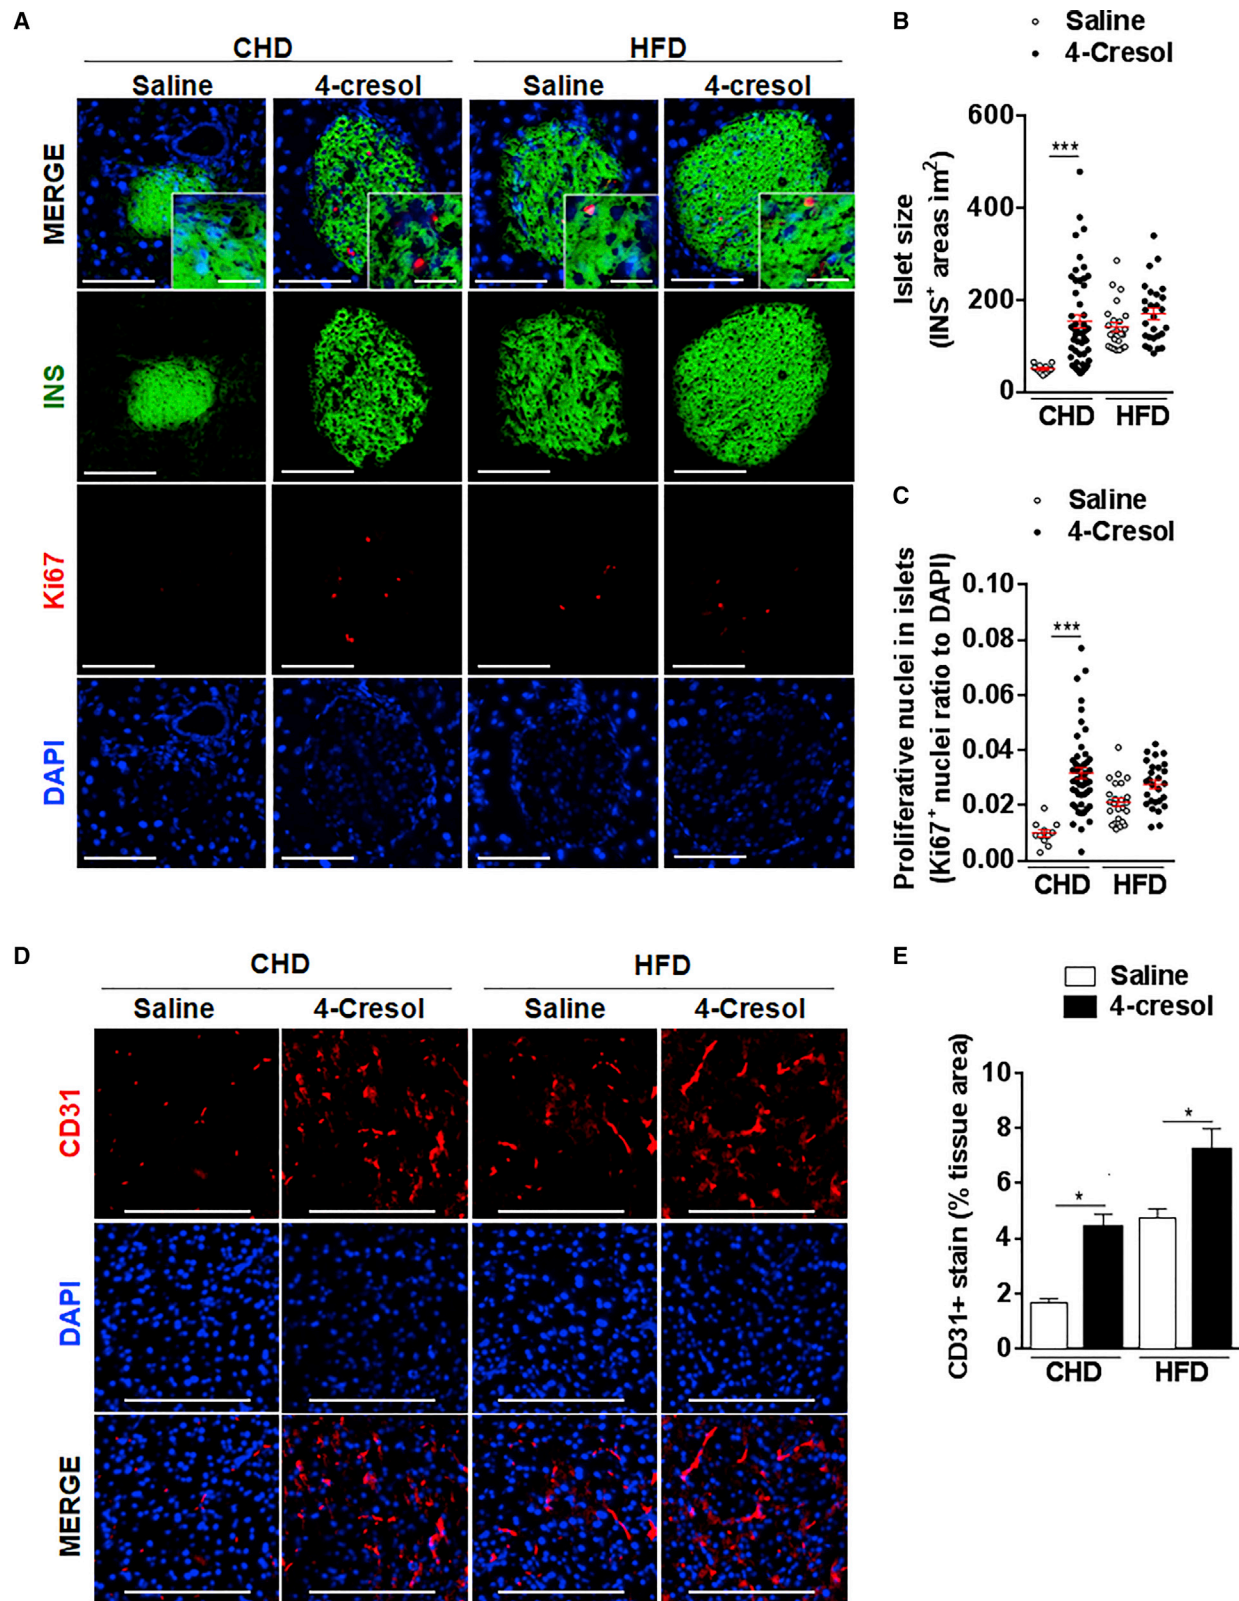 A
CHD HFD
Saline 4-cresol Saline 4-cresol
MERGE
INS
Ki67
DAPI
B
Saline
4-Cresol
Islet size
(INS+ areas ìm2)
600
400
200
0
***
CHD HFD
C
Saline
4-Cresol
Proliferative nuclei in islets
(Ki67+ nuclei ratio to DAPI)
0.10
0.08
0.06
0.04
0.02
0.00
***
CHD HFD
D
CHD HFD
Saline 4-Cresol Saline 4-Cresol
CD31
DAPI
MERGE
E
Saline
4-cresol
CD31+ stain (% tissue area)
10
8
6
4
2
0
*
*
CHD HFD